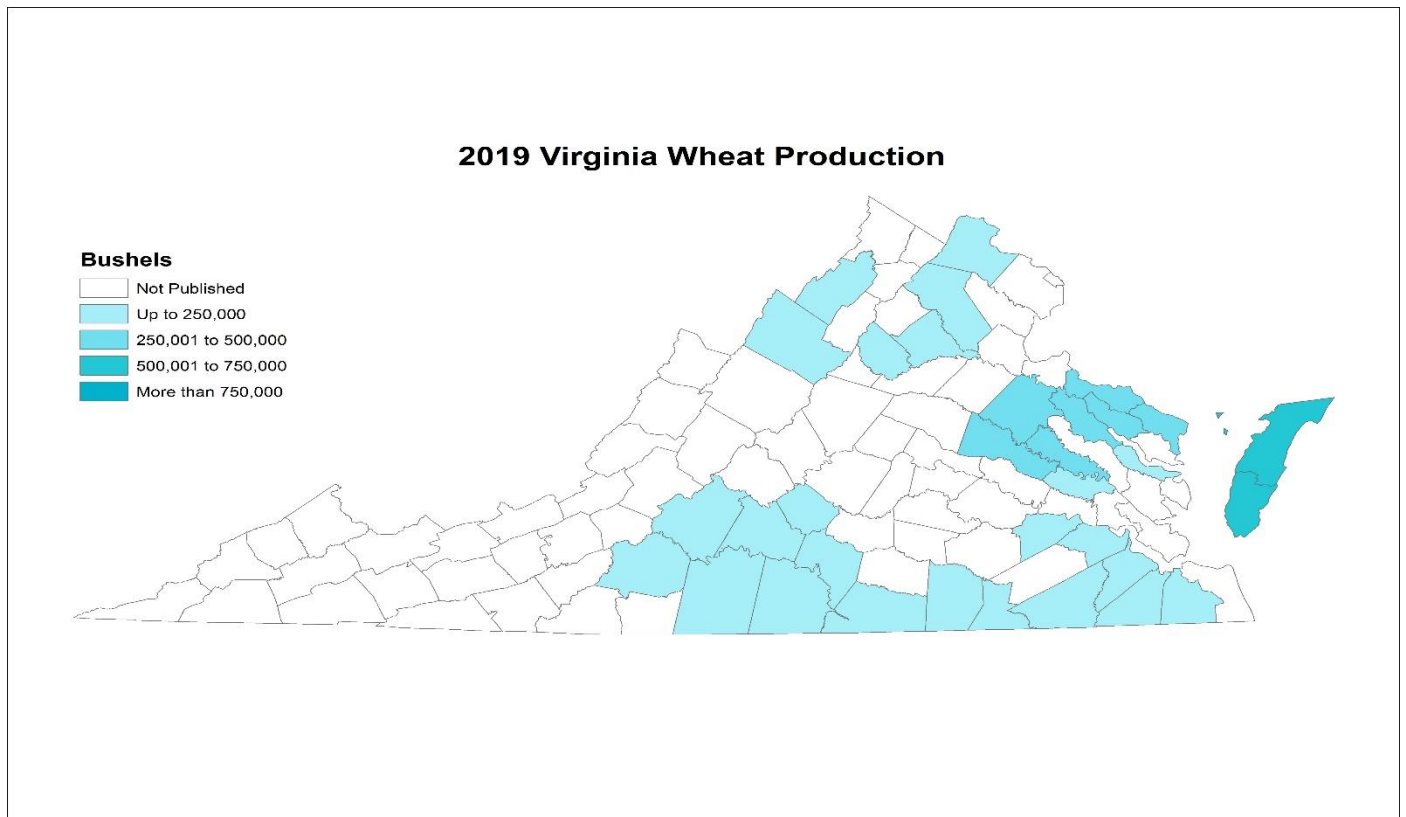 2019 Virginia Wheat Production
Bushels
Not Published
Up to 250,000
250,001 to 500,000
500,001 to 750,000
More than 750,000